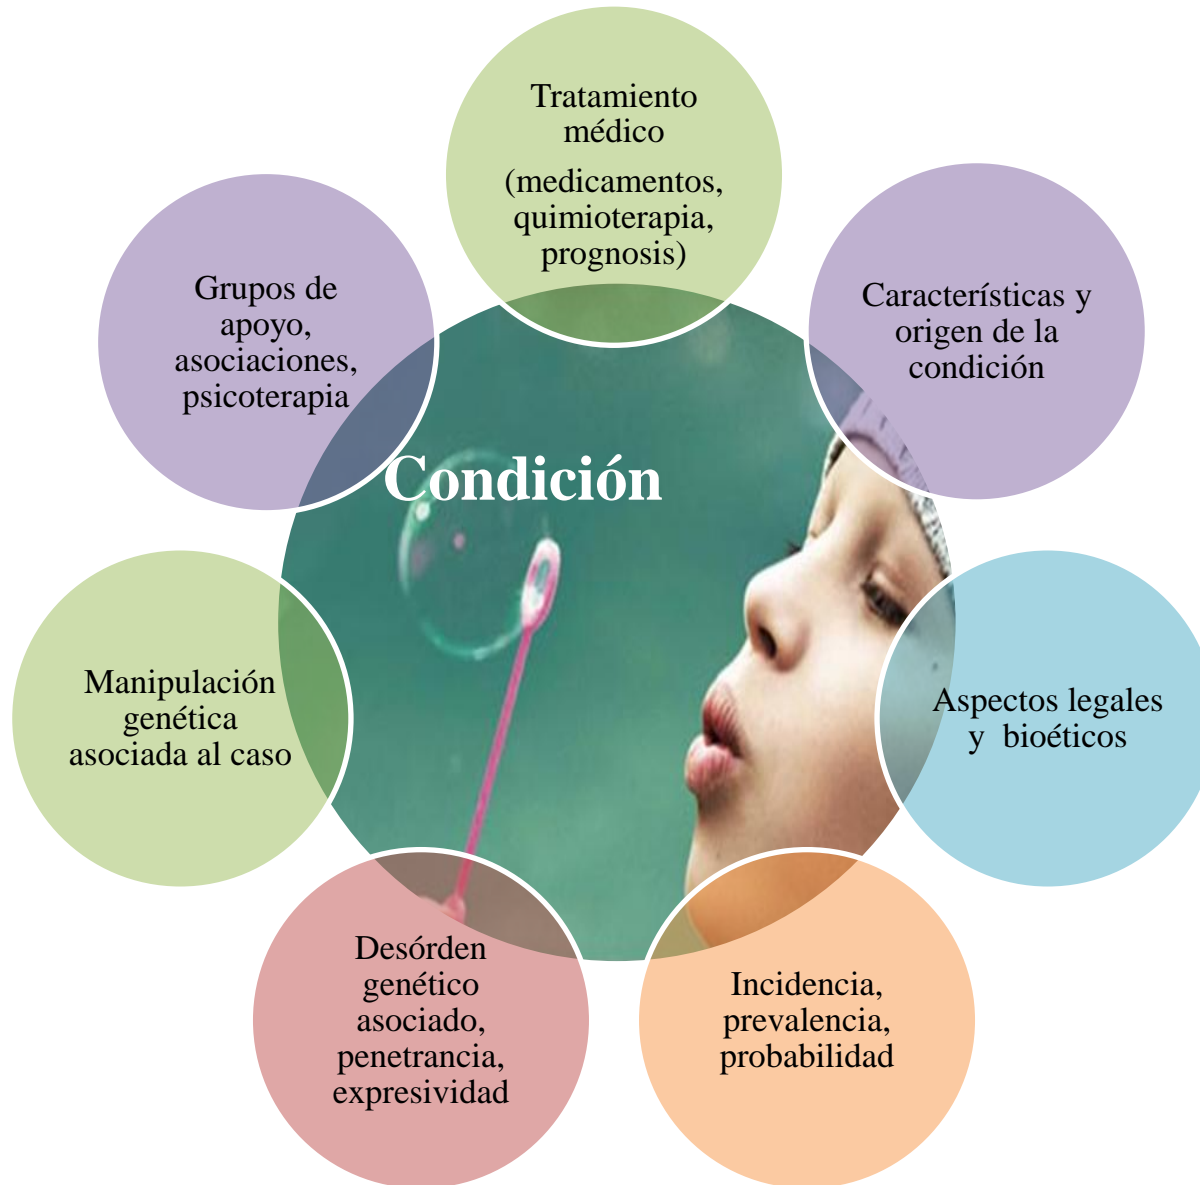 Tratamiento
médico
(medicamentos,
quimioterapia,
prognosis)
Características y
origen de la
condición
Aspectos legales
y bioéticos
Incidencia,
prevalencia,
probabilidad
Desórden
genético
asociado,
penetrancia,
expresividad
Manipulación
genética
asociada al caso
Grupos de
apoyo,
asociaciones,
psicoterapia
Condición